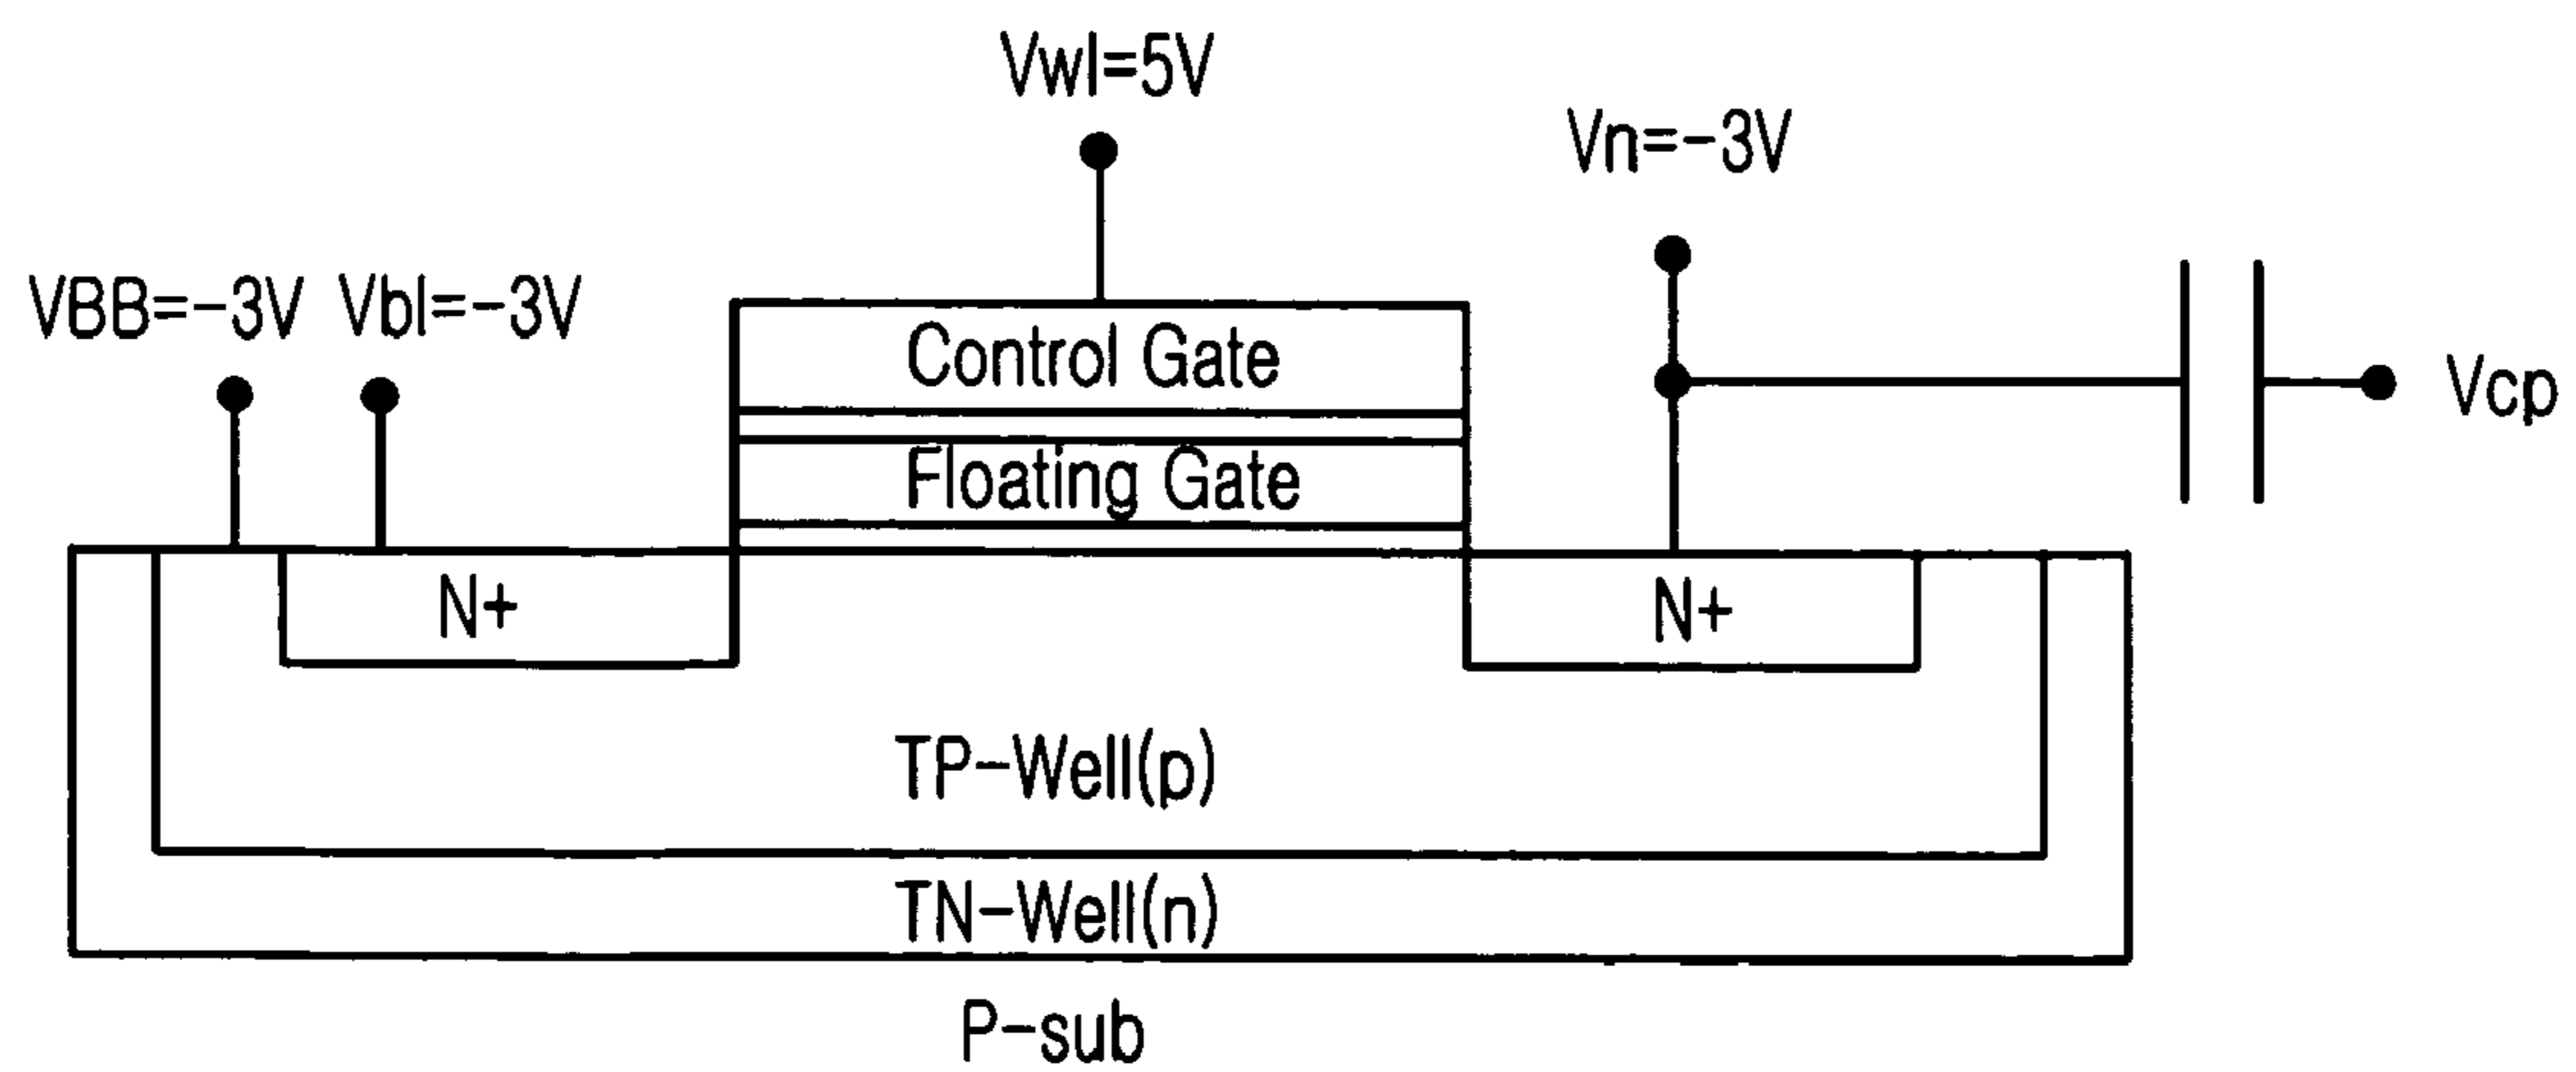 Vwl=5V
Vn=-3V
VBB=-3V Vbl=-3V
Control Gate
Vcp
Floating Gate
N+
N+
TP-Well(p)
TN-Well(n)
P-sub